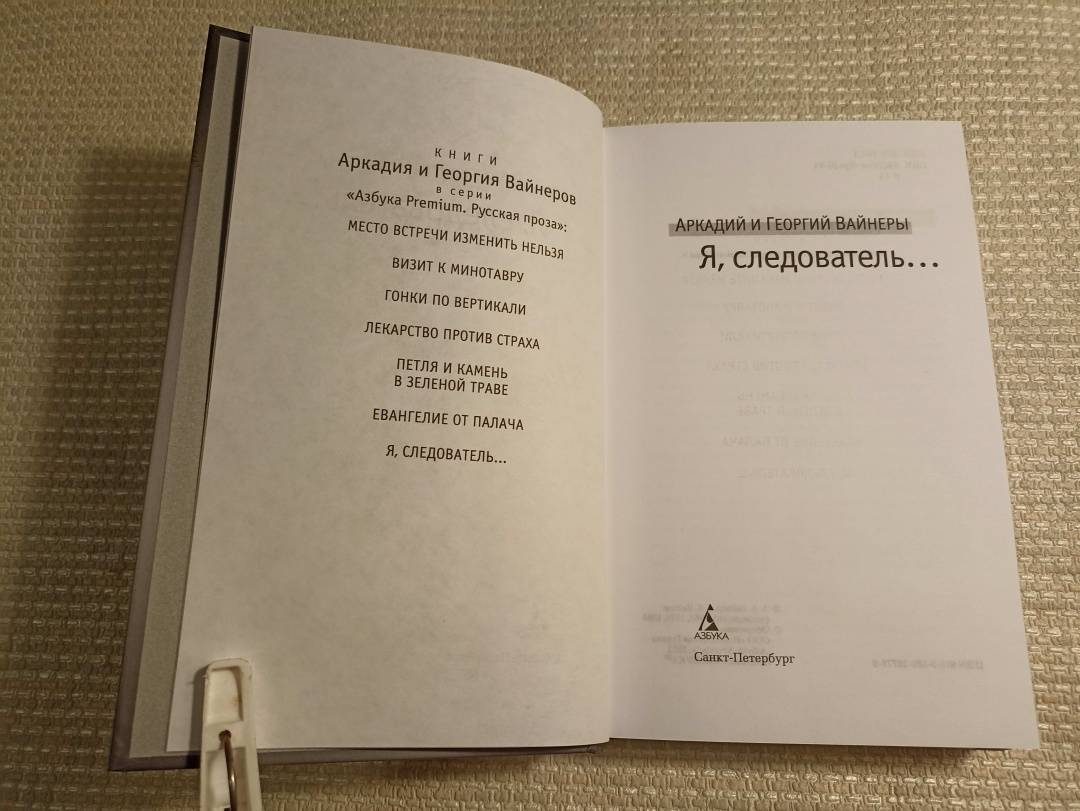 КНИГИ
Аркадия и Георгия Вайнеров
в серии
«Азбука Premium. Русская проза»:
МЕСТО ВСТРЕЧИ ИЗМЕНИТЬ НЕЛЬЗЯ
ВИЗИТ К МИНОТАВРУ
ГОНКИ ПО ВЕРТИКАЛИ
ЛЕКАРСТВО ПРОТИВ СТРАХА
ПЕТЛЯ И КАМЕНЬ
В ЗЕЛЕНОЙ ТРАВЕ
ЕВАНГЕЛИЕ ОТ ПАЛАЧА
Я, СЛЕДОВАТЕЛЬ...
АРКАДИЙ И ГЕОРГИЙ ВАЙНЕРЫ
Я, следователь...
АЗБУКА
Санкт-Петербург